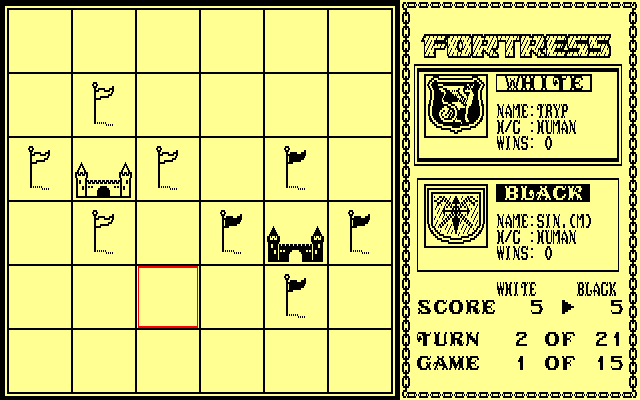 FORTRESS
WHITE
NAME:TRYP
H/C :HUMAN
WINS: 0
BLACK
NAME:SIN.(M)
H/C :HUMAN
WINS: 0
WHITE BLACK
SCORE 5 ▶ 5
TURN 2 OF 21
GAME 1 OF 15